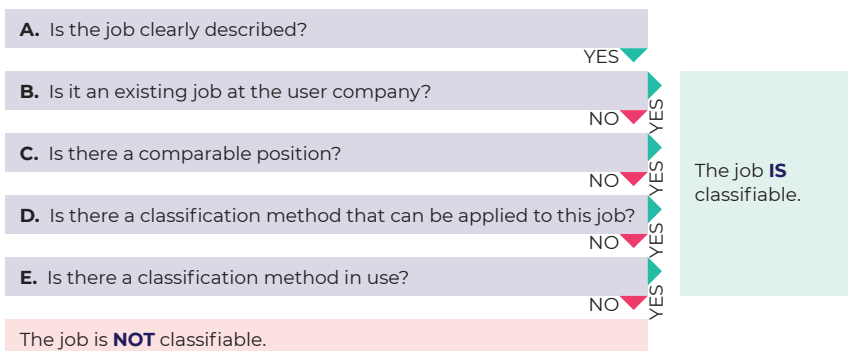 A. Is the job clearly described?
YES
B. Is it an existing job at the user company?
NO
YES
C. Is there a comparable position?
NO
YES
D. Is there a classification method that can be applied to this job?
NO
YES
E. Is there a classification method in use?
NO
YES
The job IS
classifiable.
The job is NOT classifiable.